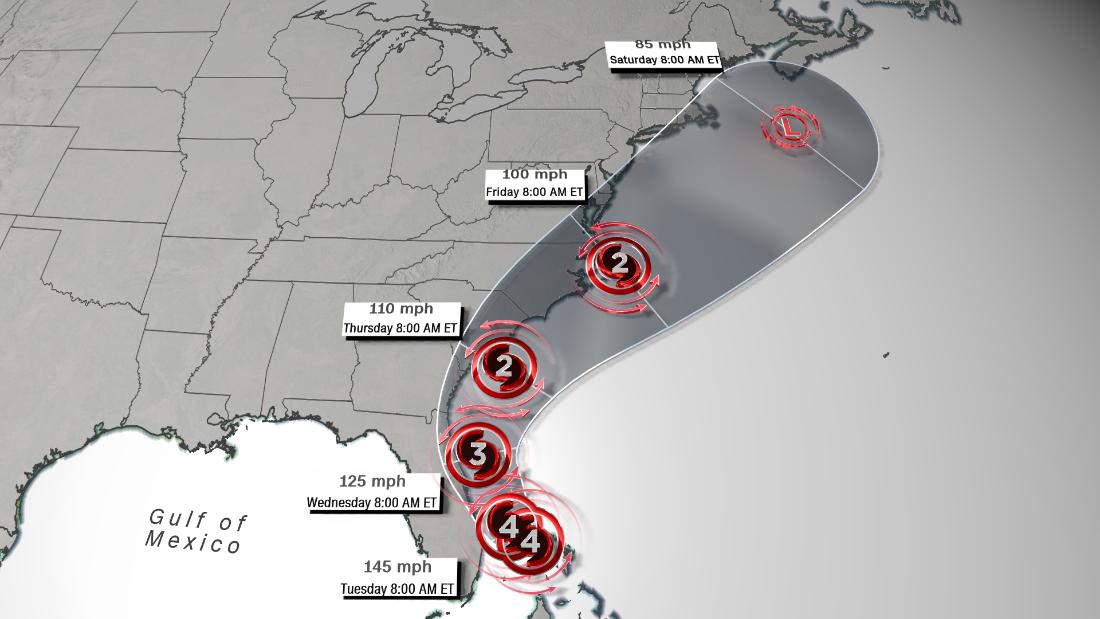 85 mph
Saturday 8:00 AM ET
L
100 mph
Friday 8:00 AM ET
2
110 mph
Thursday 8:00 AM ET
2
3
125 mph
Wednesday 8:00 AM ET
4
4
Gulf of
Mexico
145 mph
Tuesday 8:00 AM ET